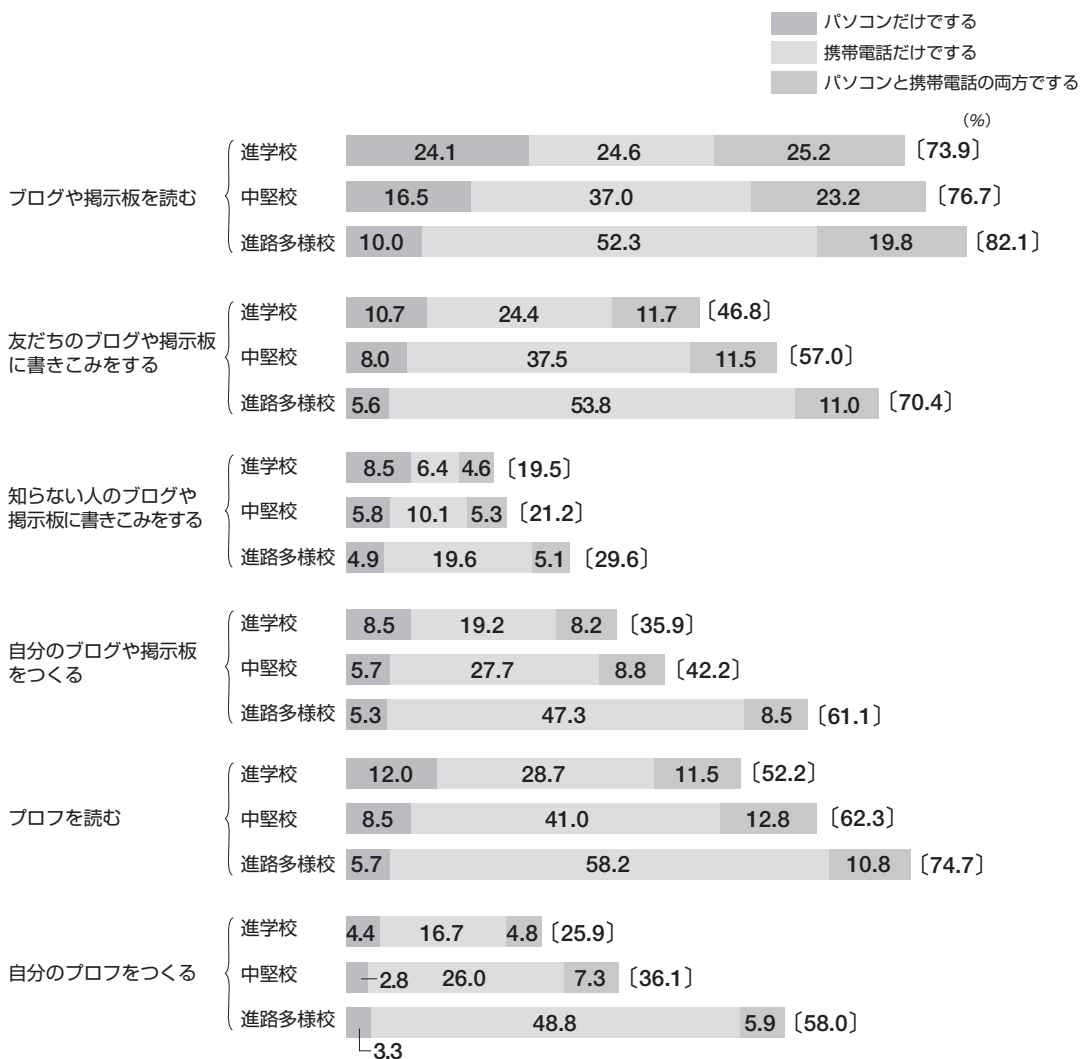 パソコンだけでする
携帯電話だけでする
パソコンと携帯電話の両方でする
(%)
ブログや掲示板を読む
進学校 24.1 24.6 25.2 〔73.9〕
中堅校 16.5 37.0 23.2 〔76.7〕
進路多様校 10.0 52.3 19.8 〔82.1〕
友だちのブログや掲示板
に書きこみをする
進学校 10.7 24.4 11.7 〔46.8〕
中堅校 8.0 37.5 11.5 〔57.0〕
進路多様校 5.6 53.8 11.0 〔70.4〕
知らない人のブログや
掲示板に書きこみをする
進学校 8.5 6.4 4.6 〔19.5〕
中堅校 5.8 10.1 5.3 〔21.2〕
進路多様校 4.9 19.6 5.1 〔29.6〕
自分のブログや掲示板
をつくる
進学校 8.5 19.2 8.2 〔35.9〕
中堅校 5.7 27.7 8.8 〔42.2〕
進路多様校 5.3 47.3 8.5 〔61.1〕
プロフを読む
進学校 12.0 28.7 11.5 〔52.2〕
中堅校 8.5 41.0 12.8 〔62.3〕
進路多様校 5.7 58.2 10.8 〔74.7〕
自分のプロフをつくる
進学校 4.4 16.7 4.8 〔25.9〕
中堅校 2.8 26.0 7.3 〔36.1〕
進路多様校 48.8 5.9 〔58.0〕
3.3